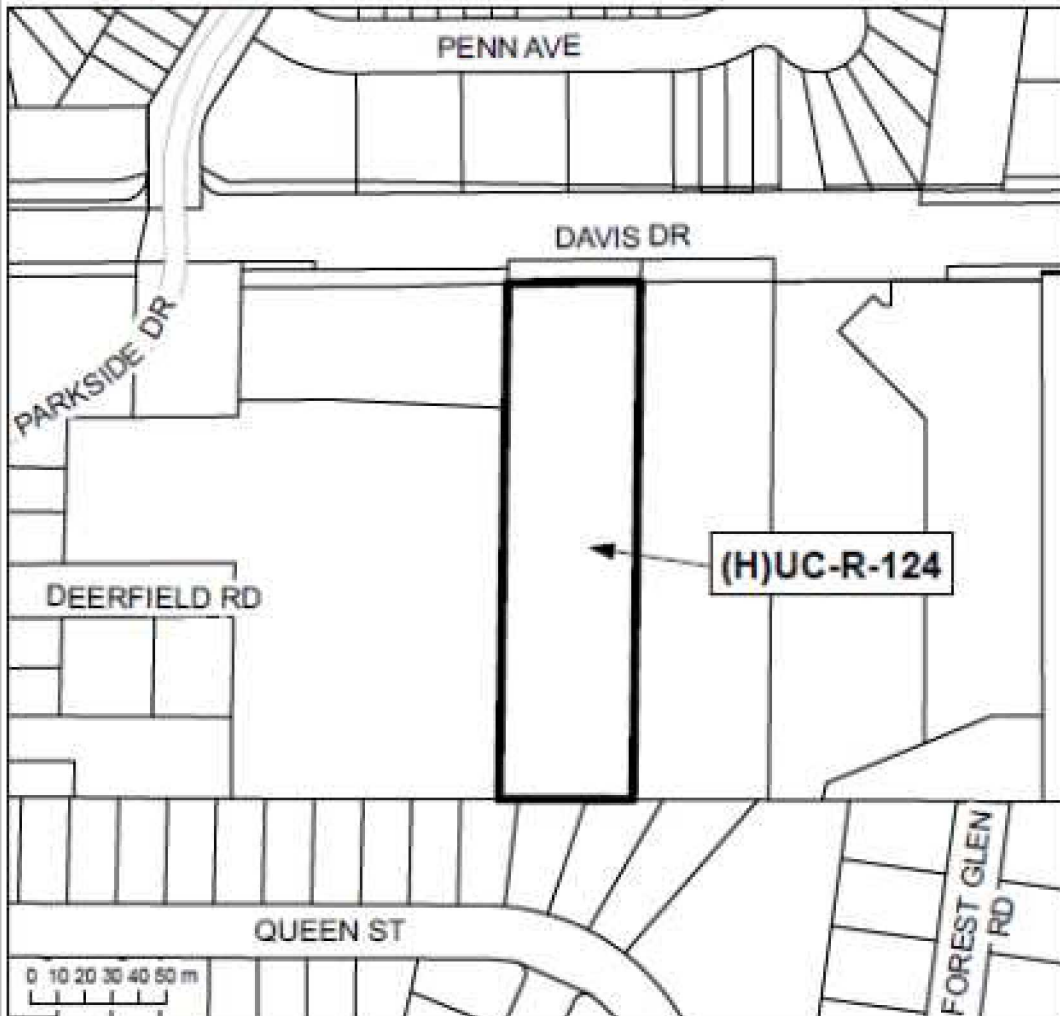 PENN AVE
DAVIS DR
PARKSIDE DR
(H)UC-R-124
DEERFIELD RD
FOREST GLEN
RD
QUEEN ST
0 10 20 30 40 50 m